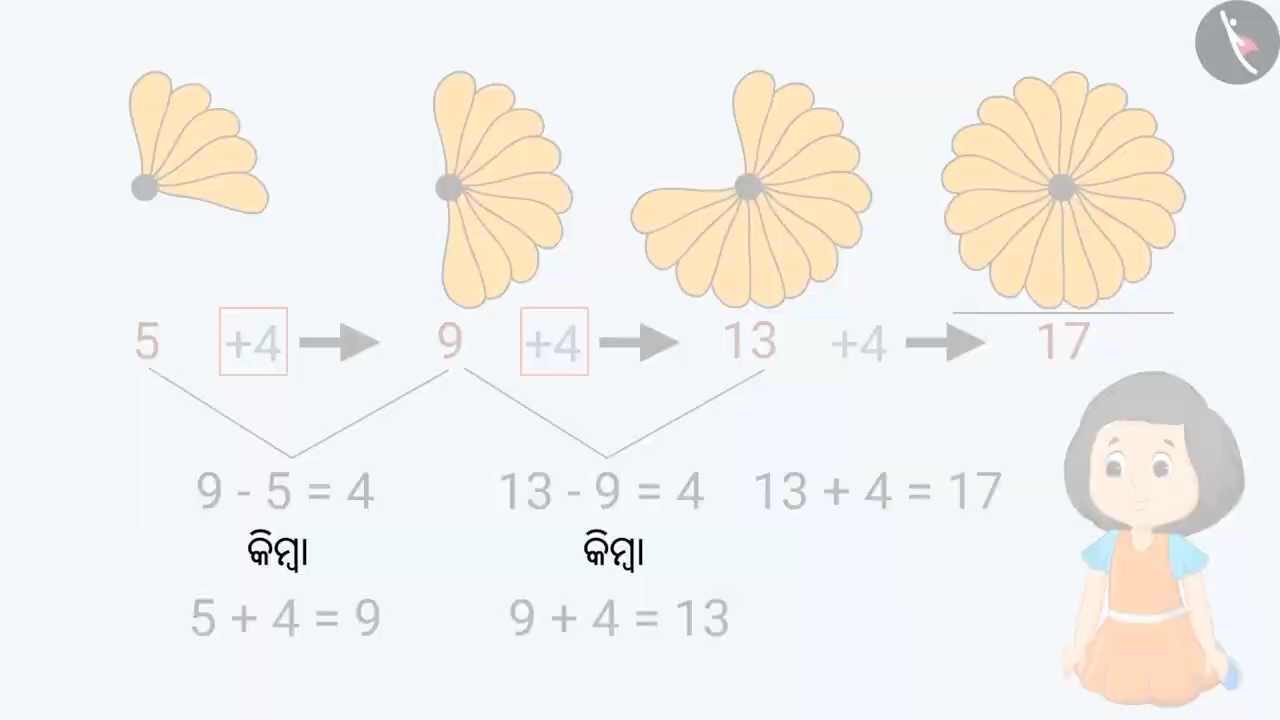 5 +4 9 +4 13 +4 17
9 - 5 = 4 13 - 9 = 4 13 + 4 = 17
କିମ୍ବା କିମ୍ବା
5 + 4 = 9 9 + 4 = 13